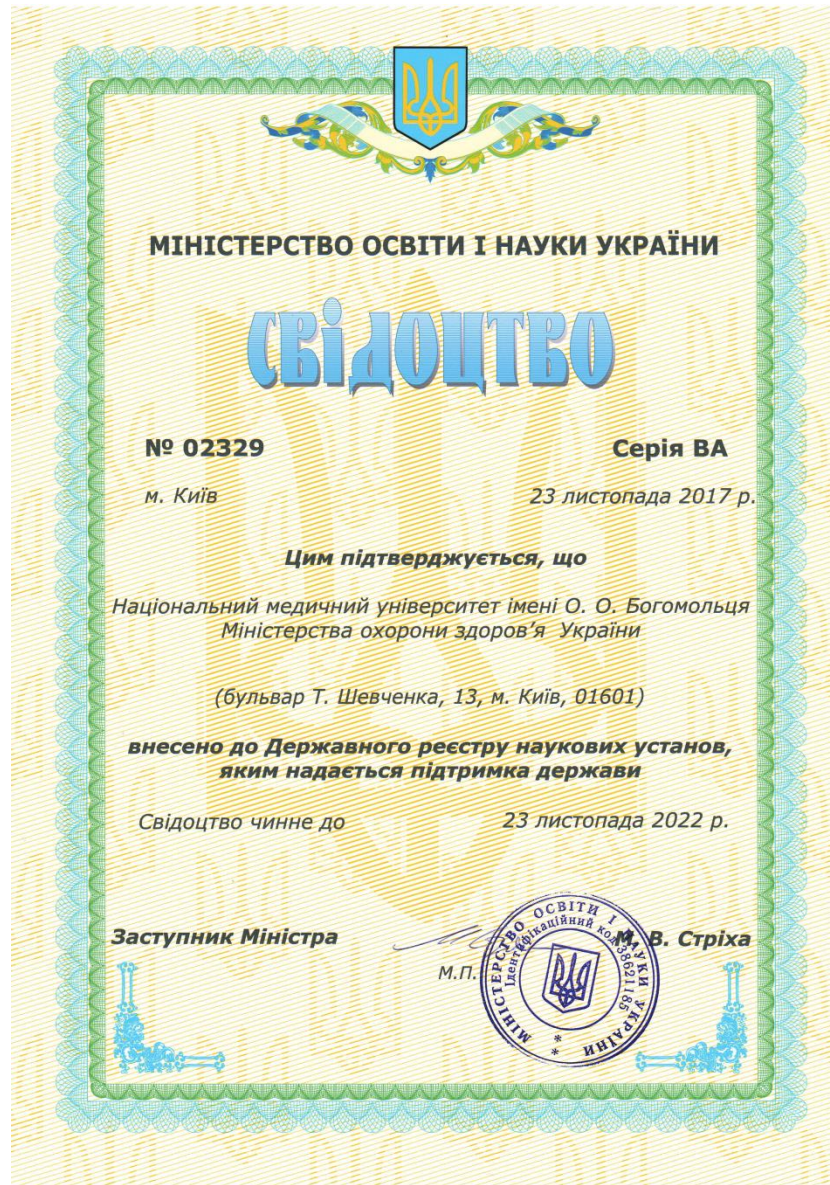 МІНІСТЕРСТВО ОСВІТИ І НАУКИ УКРАЇНИ
СВІДОЦТВО
№ 02329 Серія ВА
м. Київ 23 листопада 2017 р.
Цим підтверджується, що
Національний медичний університет імені О. О. Богомольця
Міністерства охорони здоров’я України
(бульвар Т. Шевченка, 13, м. Київ, 01601)
внесено до Державного реєстру наукових установ,
яким надається підтримка держави
Свідоцтво чинне до 23 листопада 2022 р.
Заступник Міністра М. В. Стріха
М.П.
МІНІСТЕРСТВО ОСВІТИ І НАУКИ УКРАЇНИ
Ідентифікаційний код 38621185